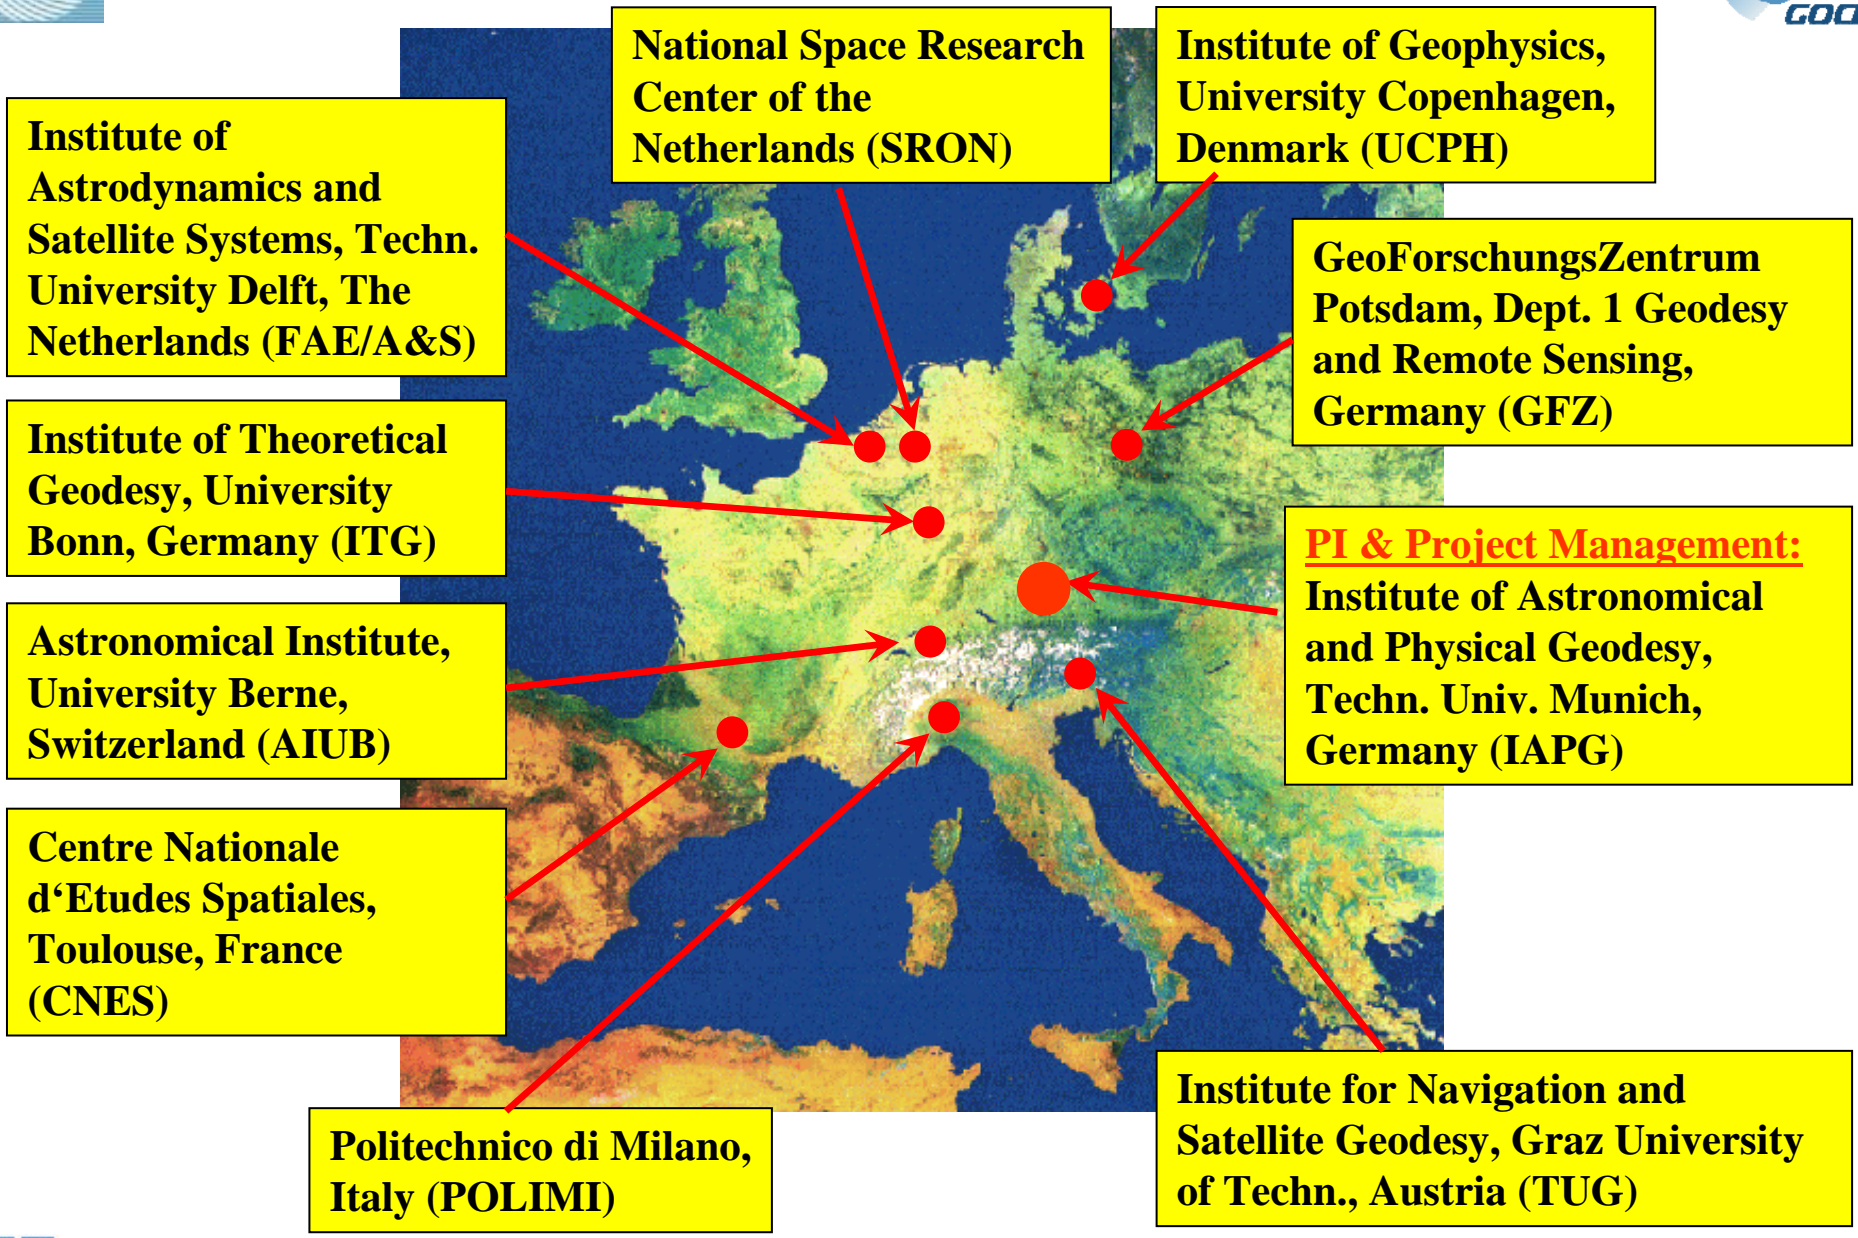 National Space Research
Center of the
Netherlands (SRON)
Institute of Geophysics,
University Copenhagen,
Denmark (UCPH)
Institute of
Astrodynamics and
Satellite Systems, Techn.
University Delft, The
Netherlands (FAE/A&S)
GeoForschungsZentrum
Potsdam, Dept. 1 Geodesy
and Remote Sensing,
Germany (GFZ)
Institute of Theoretical
Geodesy, University
Bonn, Germany (ITG)
PI & Project Management:
Institute of Astronomical
and Physical Geodesy,
Techn. Univ. Munich,
Germany (IAPG)
Astronomical Institute,
University Berne,
Switzerland (AIUB)
Centre Nationale
d‘Etudes Spatiales,
Toulouse, France
(CNES)
Politechnico di Milano,
Italy (POLIMI)
Institute for Navigation and
Satellite Geodesy, Graz University
of Techn., Austria (TUG)